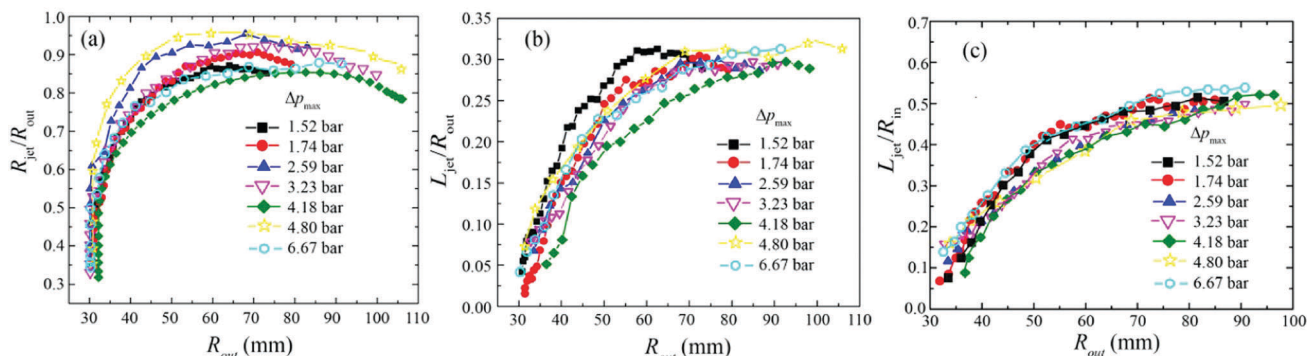 (a)
R_jet/R_out
1.0
0.9
0.8
0.7
0.6
0.5
0.4
0.3
Δp_max
1.52 bar
1.74 bar
2.59 bar
3.23 bar
4.18 bar
4.80 bar
6.67 bar
30 40 50 60 70 80 90 100 110
R_out (mm)
(b)
L_jet/R_out
0.35
0.30
0.25
0.20
0.15
0.10
0.05
0.00
Δp_max
1.52 bar
1.74 bar
2.59 bar
3.23 bar
4.18 bar
4.80 bar
6.67 bar
20 30 40 50 60 70 80 90 100 110
R_out (mm)
(c)
L_jet/R_in
0.7
0.6
0.5
0.4
0.3
0.2
0.1
0.0
Δp_max
1.52 bar
1.74 bar
2.59 bar
3.23 bar
4.18 bar
4.80 bar
6.67 bar
30 40 50 60 70 80 90 100
R_out (mm)